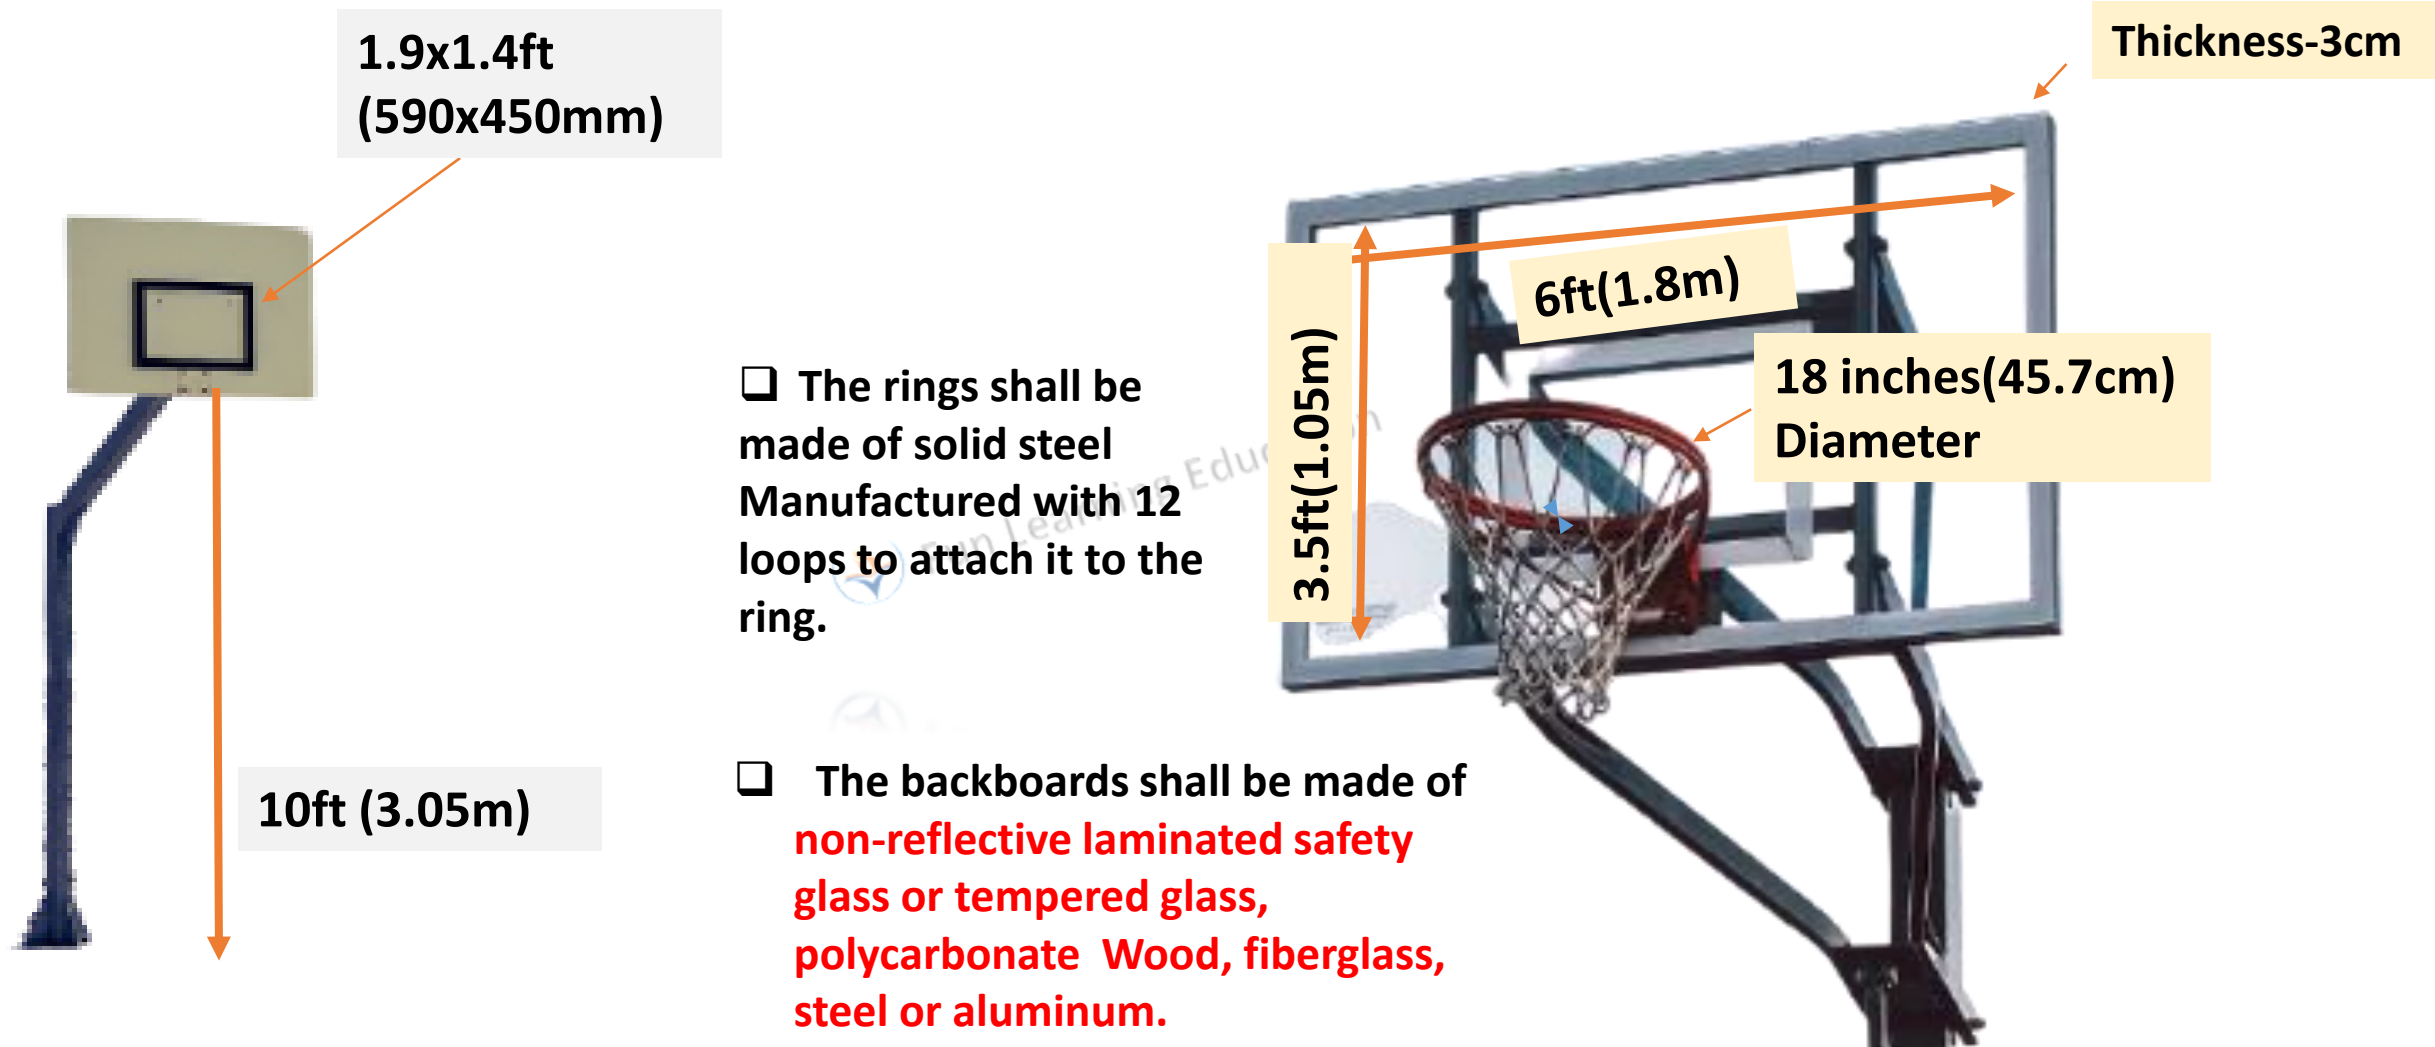 1.9x1.4ft
(590x450mm)
10ft (3.05m)
❑ The rings shall be
made of solid steel
Manufactured with 12
loops to attach it to the
ring.
❑ The backboards shall be made of
non-reflective laminated safety
glass or tempered glass,
polycarbonate Wood, fiberglass,
steel or aluminum.
Thickness-3cm
6ft(1.8m)
3.5ft(1.05m)
18 inches(45.7cm)
Diameter
Fun Learning Education